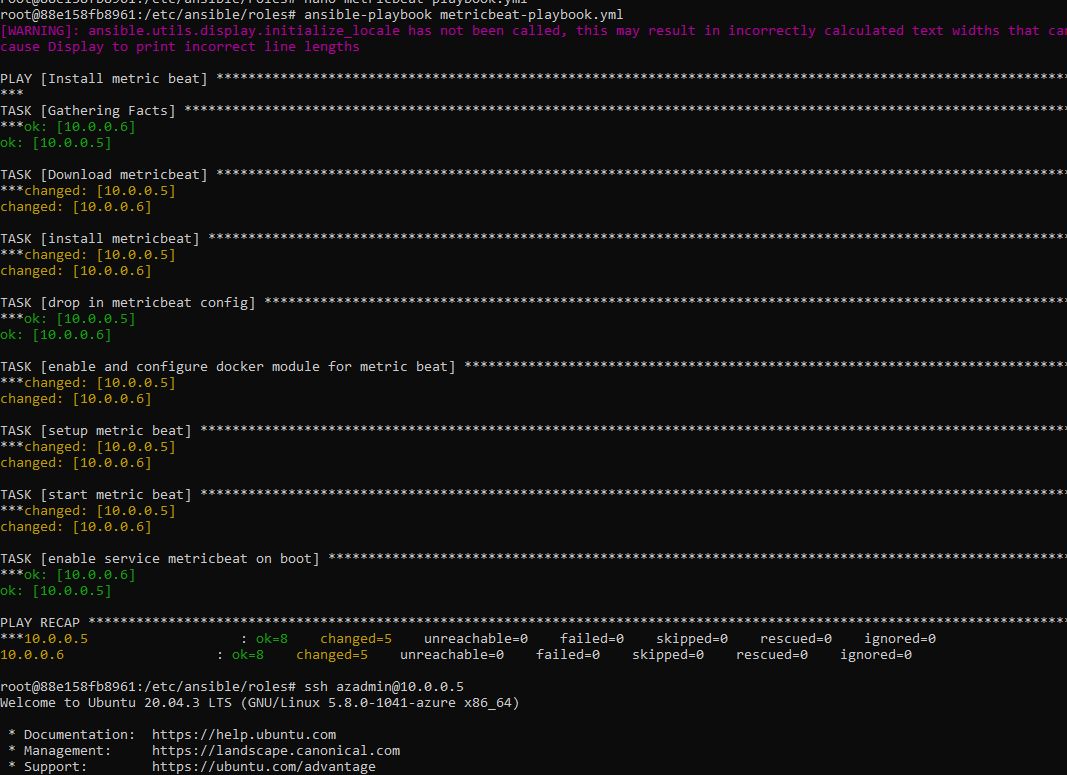 root@88e158fb8961:/etc/ansible/roles# nano metricbeat-playbook.yml
root@88e158fb8961:/etc/ansible/roles# ansible-playbook metricbeat-playbook.yml
[WARNING]: ansible.utils.display.initialize_locale has not been called, this may result in incorrectly calculated text widths that can
cause Display to print incorrect line lengths
PLAY [Install metric beat] ***********************************************************************************************************
***
TASK [Gathering Facts] ***************************************************************************************************************
***ok: [10.0.0.6]
ok: [10.0.0.5]
TASK [Download metricbeat] ***********************************************************************************************************
***changed: [10.0.0.5]
changed: [10.0.0.6]
TASK [install metricbeat] ************************************************************************************************************
***changed: [10.0.0.5]
changed: [10.0.0.6]
TASK [drop in metricbeat config] *****************************************************************************************************
***ok: [10.0.0.5]
ok: [10.0.0.6]
TASK [enable and configure docker module for metric beat] ****************************************************************************
***changed: [10.0.0.5]
changed: [10.0.0.6]
TASK [setup metric beat] *************************************************************************************************************
***changed: [10.0.0.5]
changed: [10.0.0.6]
TASK [start metric beat] *************************************************************************************************************
***changed: [10.0.0.5]
changed: [10.0.0.6]
TASK [enable service metricbeat on boot] *********************************************************************************************
***ok: [10.0.0.6]
ok: [10.0.0.5]
PLAY RECAP ***************************************************************************************************************************
***10.0.0.5                   : ok=8    changed=5    unreachable=0    failed=0    skipped=0    rescued=0    ignored=0
10.0.0.6                   : ok=8    changed=5    unreachable=0    failed=0    skipped=0    rescued=0    ignored=0
root@88e158fb8961:/etc/ansible/roles# ssh azadmin@10.0.0.5
Welcome to Ubuntu 20.04.3 LTS (GNU/Linux 5.8.0-1041-azure x86_64)
* Documentation:  https://help.ubuntu.com
* Management:     https://landscape.canonical.com
* Support:        https://ubuntu.com/advantage